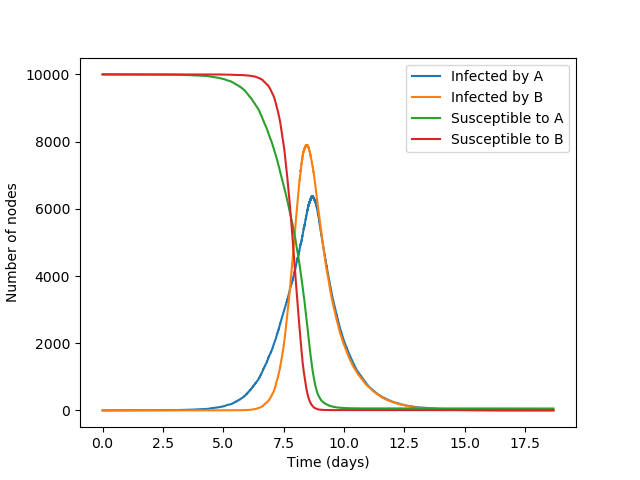 10000
8000
6000
4000
2000
0
Number of nodes
0.0 2.5 5.0 7.5 10.0 12.5 15.0 17.5
Time (days)
Infected by A
Infected by B
Susceptible to A
Susceptible to B